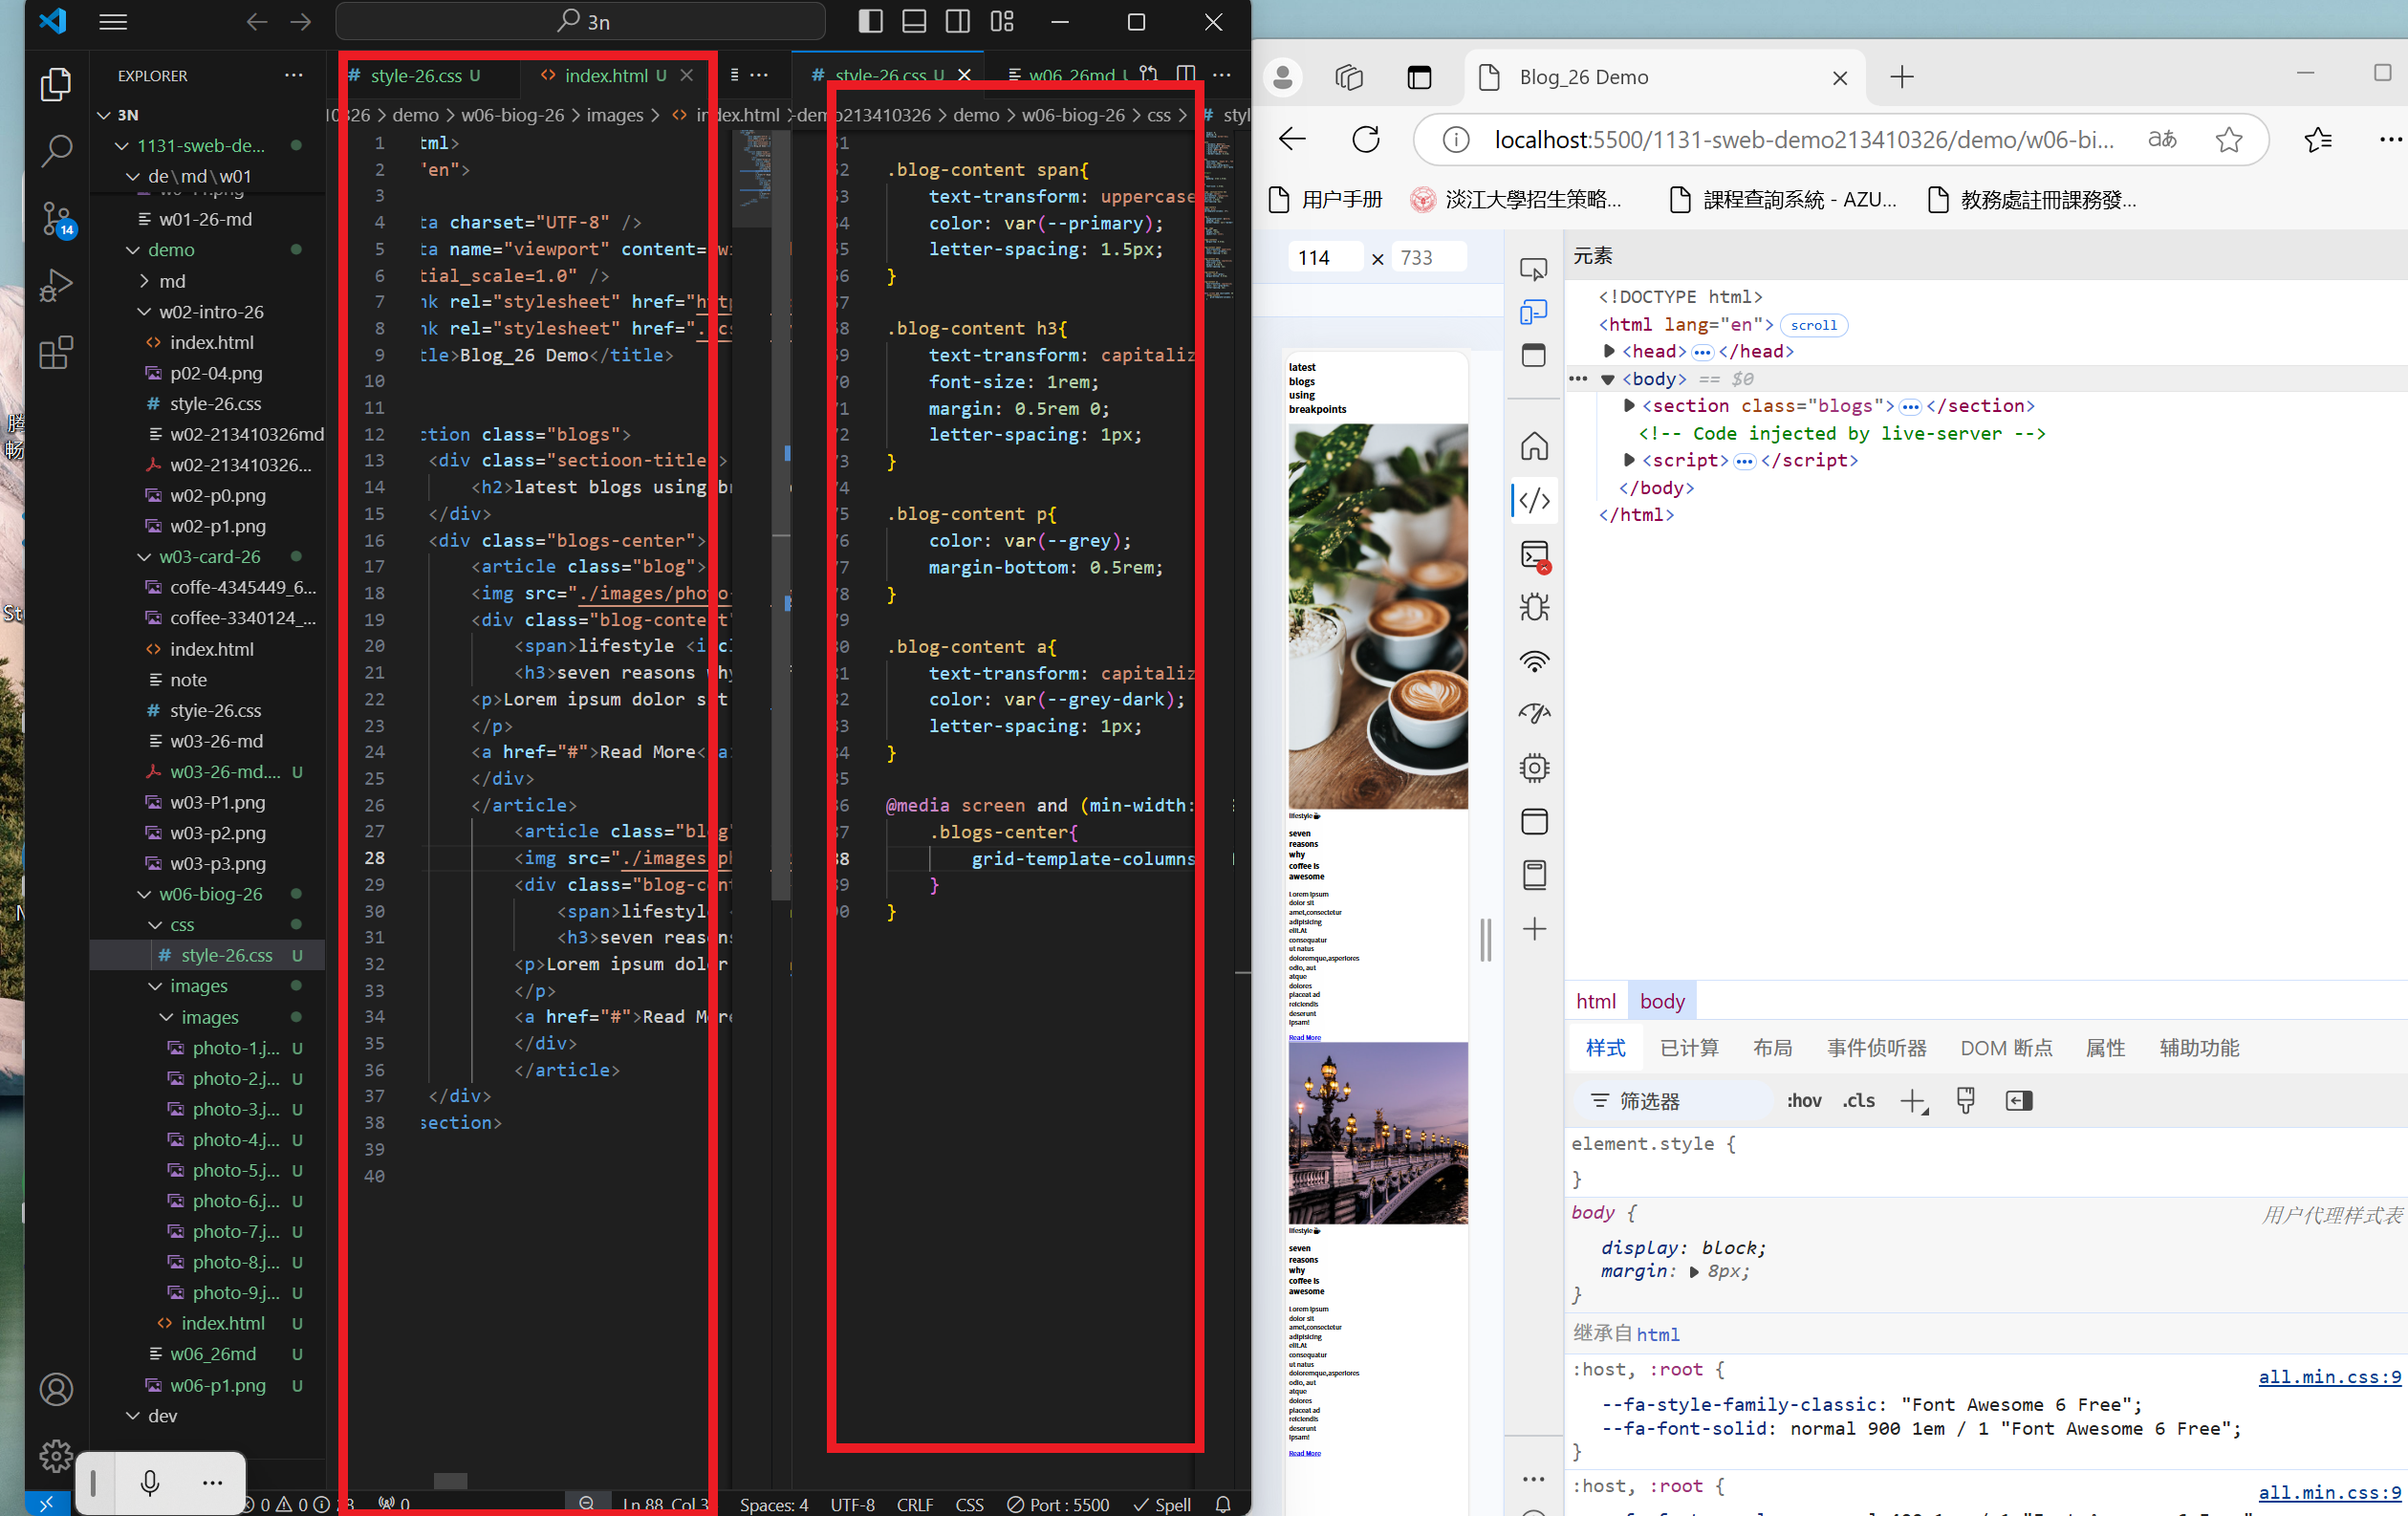 3n
EXPLORER
3N
1131-sweb-de...
de\md\w01
w01-26-md
demo
md
w02-intro-26
index.html
p02-04.png
style-26.css
w02-213410326md
w02-213410326...
w02-p0.png
w02-p1.png
w03-card-26
coffe-4345449_6...
coffee-3340124_...
index.html
note
styie-26.css
w03-26-md
w03-26-md.... U
w03-P1.png
w03-p2.png
w03-p3.png
w06-biog-26
css
style-26.css U
images
images
photo-1.j... U
photo-2.j... U
photo-3.j... U
photo-4.j... U
photo-5.j... U
photo-6.j... U
photo-7.j... U
photo-8.j... U
photo-9.j... U
index.html U
w06_26md U
w06-p1.png U
dev
14
style-26.css U
index.html U
demo > w06-biog-26 > images > index.html
1 tml>
2 "en">
3
4 ta charset="UTF-8" />
5 ta name="viewport" content=
6 tial_scale=1.0" />
7 nk rel="stylesheet" href="http
8 nk rel="stylesheet" href="./cs
9 tle>Blog_26 Demo</title>
10
11
12 ction class="blogs">
13 <div class="sectioon-title">
14 <h2>latest blogs using br
15 </div>
16 <div class="blogs-center">
17 <article class="blog">
18 <img src="./images/photo-
19 <div class="blog-content"
20 <span>lifestyle <i cl
21 <h3>seven reasons why
22 <p>Lorem ipsum dolor sit
23 </p>
24 <a href="#">Read More</a>
25 </div>
26 </article>
27 <article class="blog"
28 <img src="./images/ph
29 <div class="blog-cont
30 <span>lifestyle
31 <h3>seven reasons
32 <p>Lorem ipsum dolor
33 </p>
34 <a href="#">Read More
35 </div>
36 </article>
37 </div>
38 section>
39
40
style-26.css U
w06_26md U
-demo213410326 > demo > w06-biog-26 > css > # styl
.blog-content span{
text-transform: uppercase
color: var(--primary);
letter-spacing: 1.5px;
}
.blog-content h3{
text-transform: capitaliz
font-size: 1rem;
margin: 0.5rem 0;
letter-spacing: 1px;
}
.blog-content p{
color: var(--grey);
margin-bottom: 0.5rem;
}
.blog-content a{
text-transform: capitaliz
color: var(--grey-dark);
letter-spacing: 1px;
}
@media screen and (min-width:
.blogs-center{
grid-template-columns
}
}
0 0
0
Ln 88, Col 3
Spaces: 4 UTF-8 CRLF CSS Port : 5500 Spell
Blog_26 Demo
localhost:5500/1131-sweb-demo213410326/demo/w06-bi...
用户手册
淡江大學招生策略...
課程查詢系統 - AZU...
教務處註冊課務發...
114 × 733
latest
blogs
using
breakpoints
lifestyle
seven
reasons
why
coffee is
awesome
Lorem Ipsum
dolor sit
amet,consectetur
adipisicing
elit.At
consequatur
ut natus
doloremque,asperiores
odio, aut
atque
dolores
placeat ad
reiciendis
deserunt
ipsam!
Read More
lifestyle
seven
reasons
why
coffee is
awesome
Lorem Ipsum
dolor sit
amet,consectetur
adipisicing
elit.At
consequatur
ut natus
doloremque,asperiores
odio, aut
atque
dolores
placeat ad
reiciendis
deserunt
ipsam!
Read More
元素
<!DOCTYPE html>
<html lang="en"> scroll
<head> ••• </head>
••• <body> == $0
<section class="blogs"> ••• </section>
<!-- Code injected by live-server -->
<script> ••• </script>
</body>
</html>
html body
样式 已计算 布局 事件侦听器 DOM 断点 属性 辅助功能
筛选器 :hov .cls
element.style {
}
body { 用户代理样式表
display: block;
margin: 8px;
}
继承自 html
:host, :root { all.min.css:9
--fa-style-family-classic: "Font Awesome 6 Free";
--fa-font-solid: normal 900 1em / 1 "Font Awesome 6 Free";
}
:host, :root { all.min.css:9